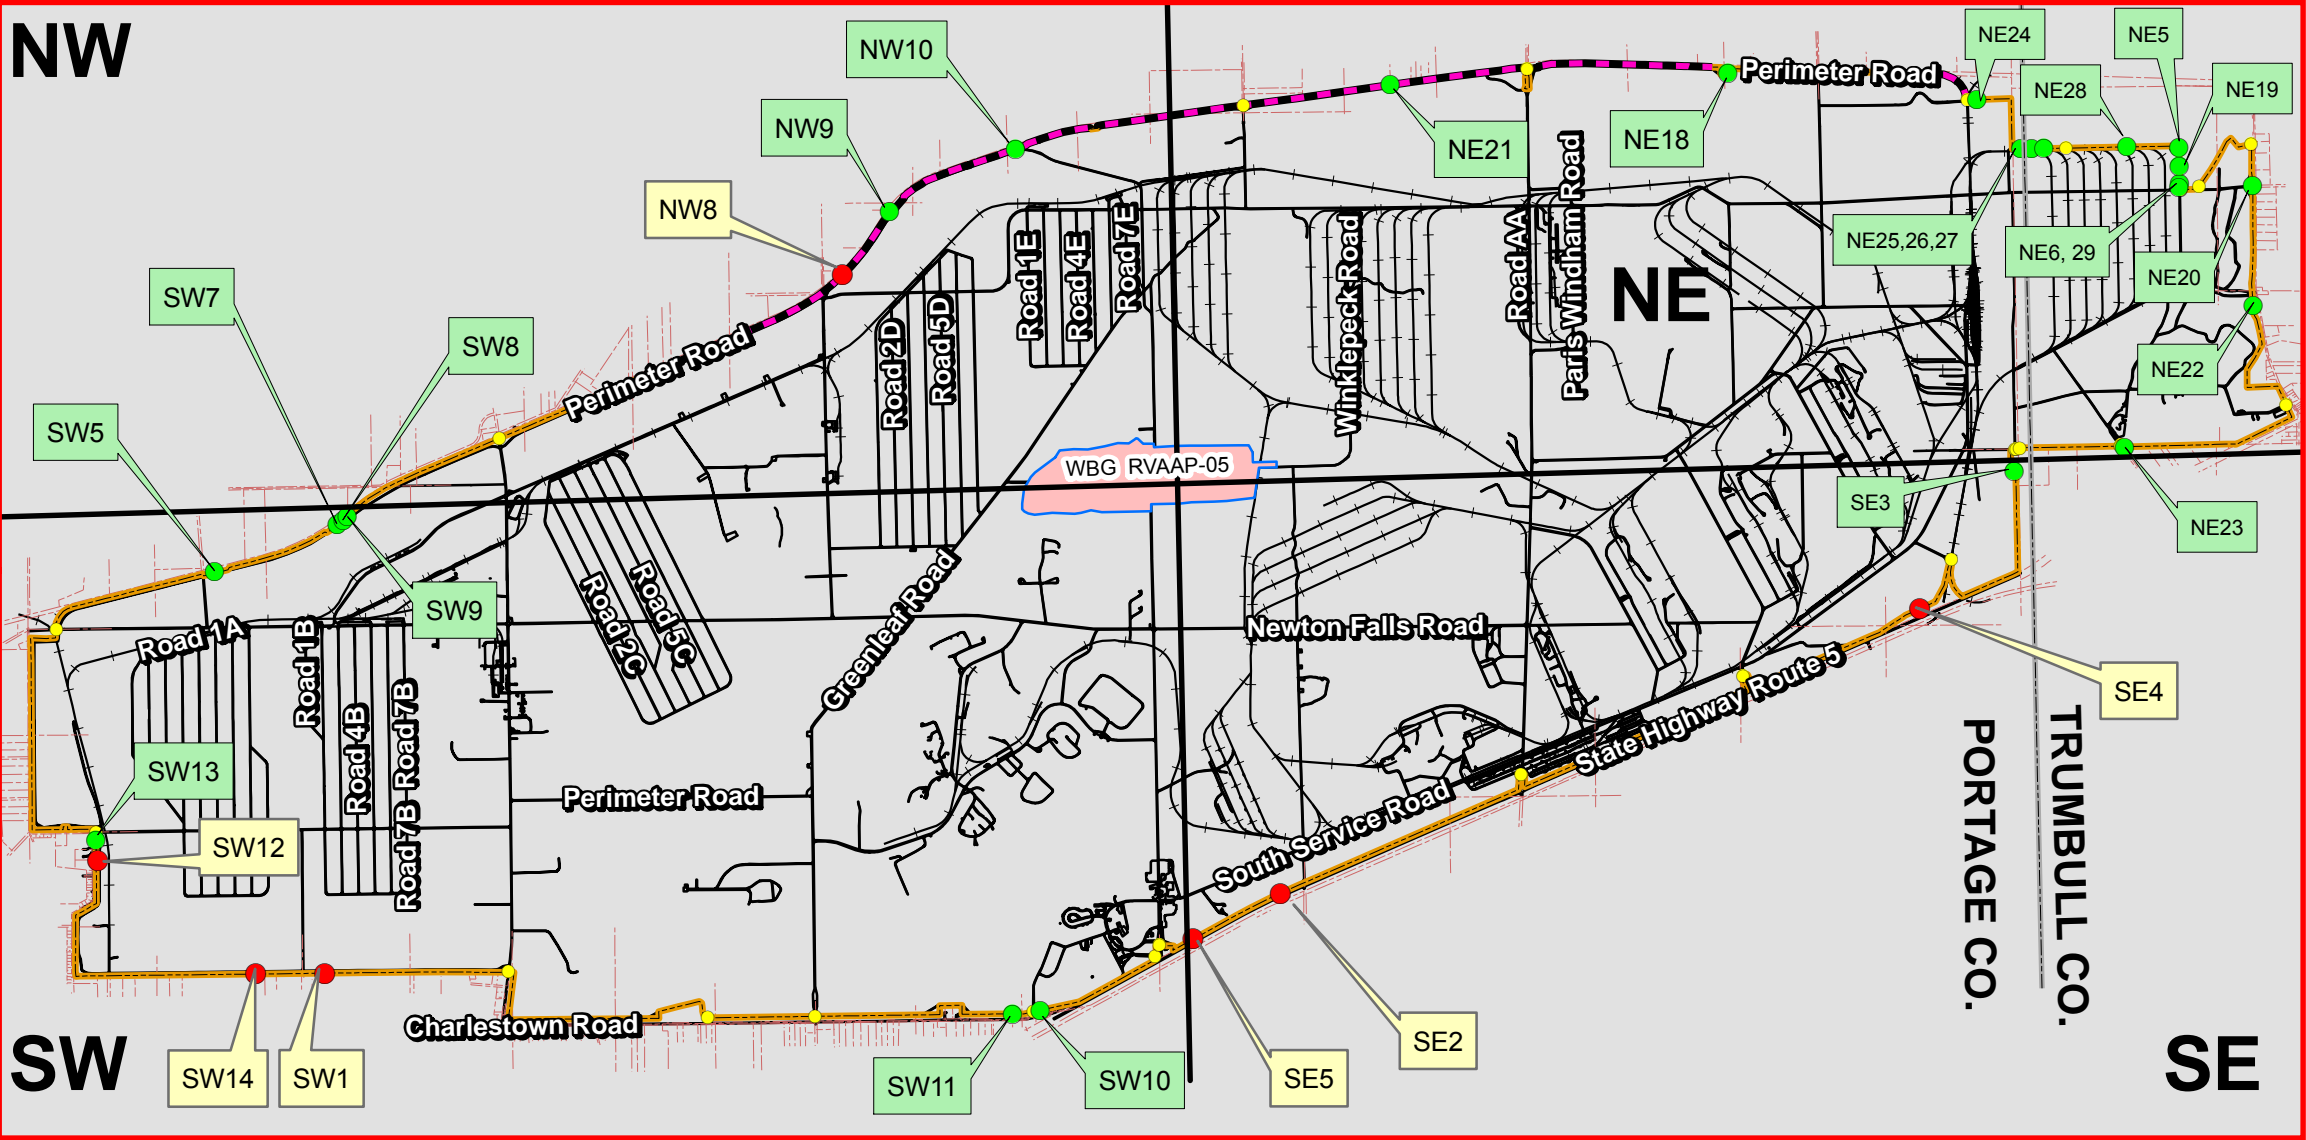 NW
NW10
NE24
NE5
Perimeter Road
NE28
NE19
NW9
NE21
NE18
NW8
Road 1E
Road 4E
Road 7E
Winklepeck Road
Road AA
Paris Windham Road
NE
NE25,26,27
NE6, 29
NE20
SW7
SW8
Perimeter Road
Road 2D
Road 5D
NE22
SW5
WBG RVAAP-05
SE3
NE23
SW9
Road 1A
Road 1B
Road 2C
Road 5C
Greenleaf Road
Newton Falls Road
State Highway Route 5
SE4
Road 4B
Road 7B
Road 7B
SW13
Perimeter Road
SW12
South Service Road
PORTAGE CO.
TRUMBULL CO.
Charlestown Road
SW
SW14
SW1
SW11
SW10
SE5
SE2
SE